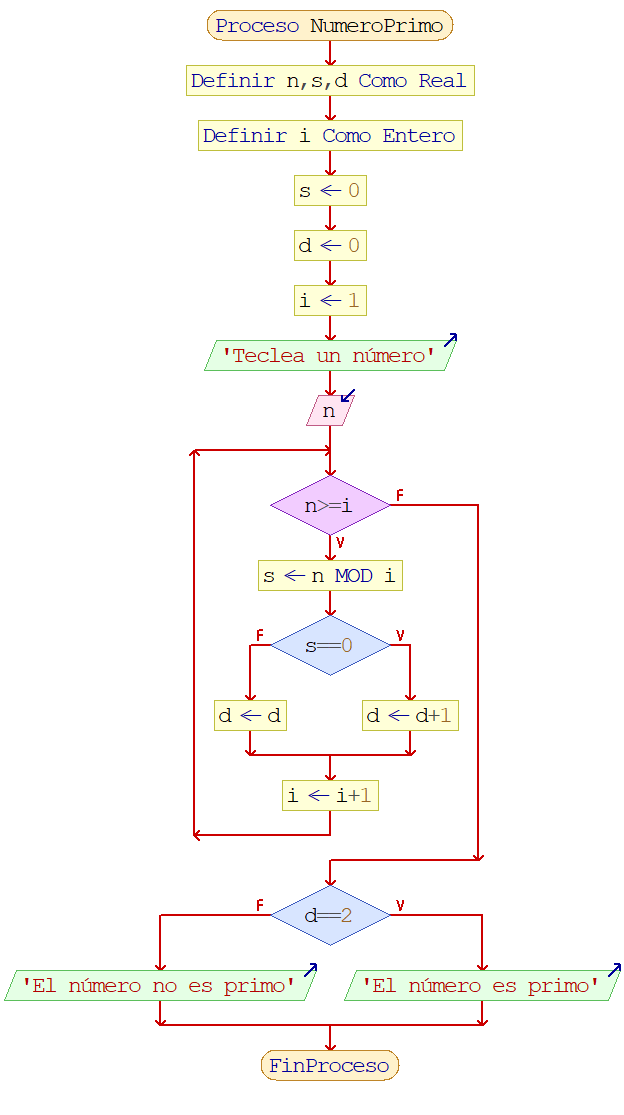 Proceso NumeroPrimo
Definir n,s,d Como Real
Definir i Como Entero
s ← 0
d ← 0
i ← 1
'Teclea un número'
n
n>=i
F
V
s ← n MOD i
F
s==0
V
d ← d
d ← d+1
i ← i+1
F
d==2
V
'El número no es primo'
'El número es primo'
FinProceso